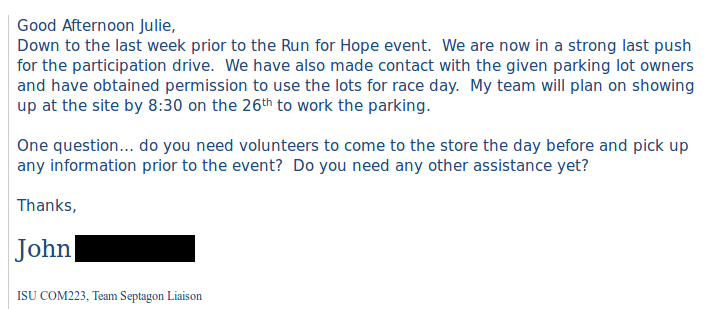 Good Afternoon Julie,
Down to the last week prior to the Run for Hope event.  We are now in a strong last push
for the participation drive.  We have also made contact with the given parking lot owners
and have obtained permission to use the lots for race day.  My team will plan on showing
up at the site by 8:30 on the 26th to work the parking.
One question... do you need volunteers to come to the store the day before and pick up
any information prior to the event?  Do you need any other assistance yet?
Thanks,
John
ISU COM223, Team Septagon Liaison